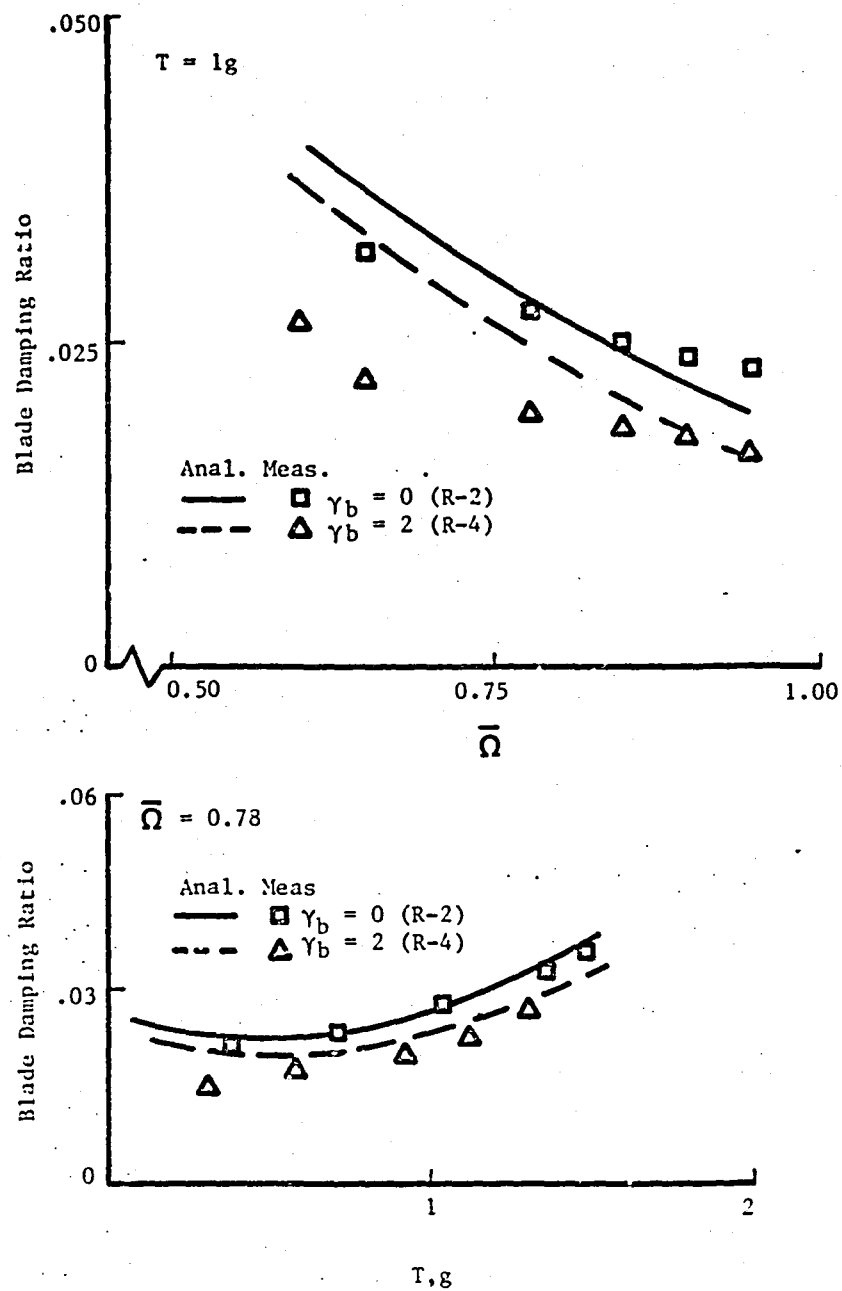 .050
T = 1g
Blade Damping Ratio
.025
Anal. Meas.
γb = 0 (R-2)
γb = 2 (R-4)
0
0.50 0.75 1.00
Ω̅
.06
Ω̅ = 0.78
Blade Damping Ratio
Anal. Meas
γb = 0 (R-2)
γb = 2 (R-4)
.03
0
1 2
T,g